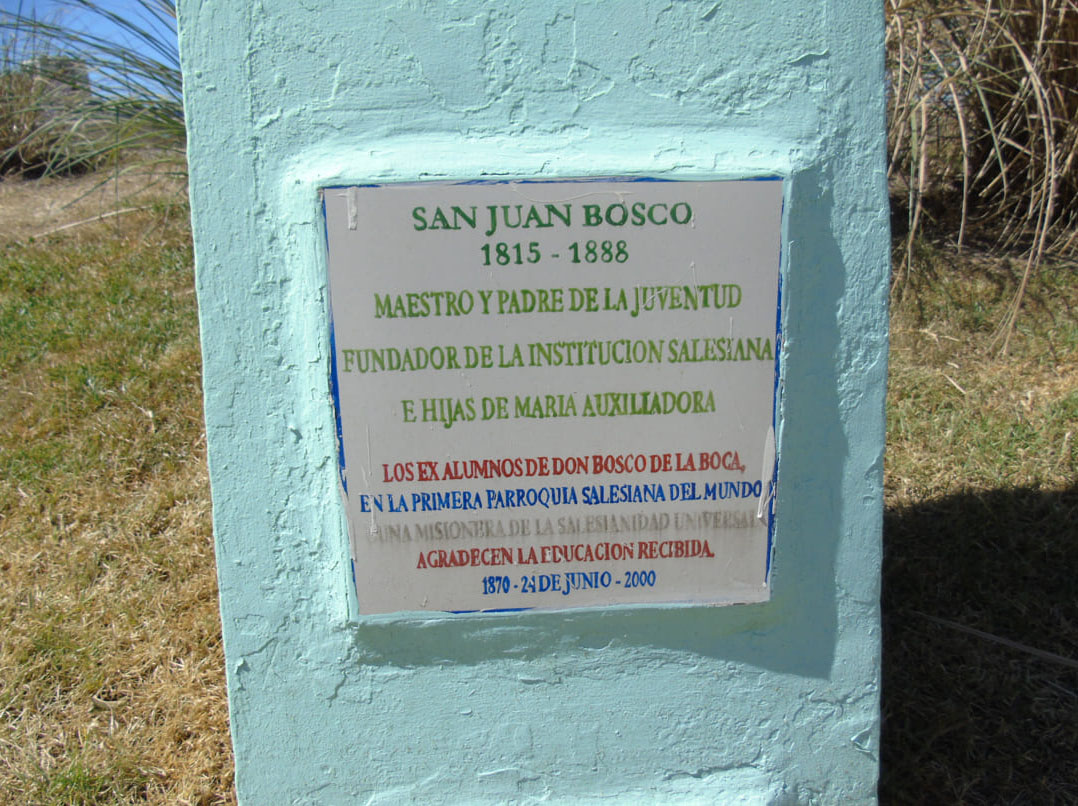 SAN JUAN BOSCO
1815 - 1888
MAESTRO Y PADRE DE LA JUVENTUD
FUNDADOR DE LA INSTITUCION SALESIANA
E HIJAS DE MARIA AUXILIADORA
LOS EX ALUMNOS DE DON BOSCO DE LA BOCA,
EN LA PRIMERA PARROQUIA SALESIANA DEL MUNDO
CUNA MISIONERA DE LA SALESIANIDAD UNIVERSAL
AGRADECEN LA EDUCACION RECIBIDA.
1870 - 24 DE JUNIO - 2000